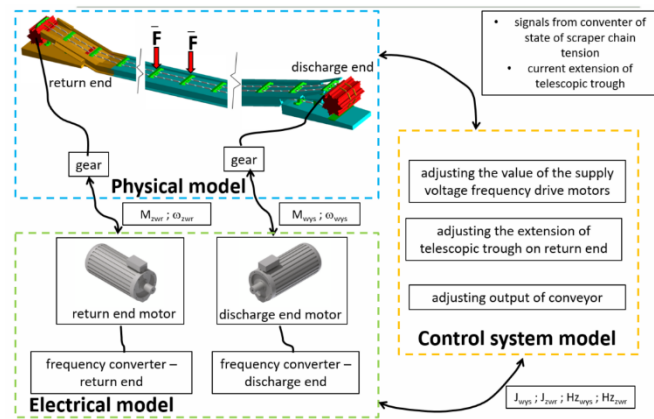 • signals from conventer of
state of scraper chain
tension
• current extension of
telescopic trough
F F
return end
discharge end
gear
gear
Physical model
M_zwr ; ω_zwr
M_wys ; ω_wys
return end motor
discharge end motor
frequency converter –
return end
frequency converter –
discharge end
Electrical model
adjusting the value of the supply
voltage frequency drive motors
adjusting the extension of
telescopic trough on return end
adjusting output of conveyor
Control system model
J_wys ; J_zwr ; Hz_wys ; Hz_zwr